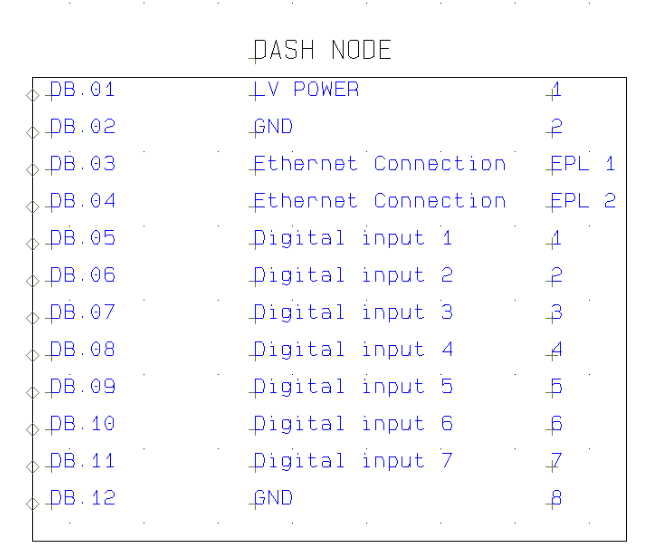 DASH NODE
DB.01 LV POWER 1
DB.02 GND 2
DB.03 Ethernet Connection EPL 1
DB.04 Ethernet Connection EPL 2
DB.05 Digital input 1 1
DB.06 Digital input 2 2
DB.07 Digital input 3 3
DB.08 Digital input 4 4
DB.09 Digital input 5 5
DB.10 Digital input 6 6
DB.11 Digital input 7 7
DB.12 GND 8